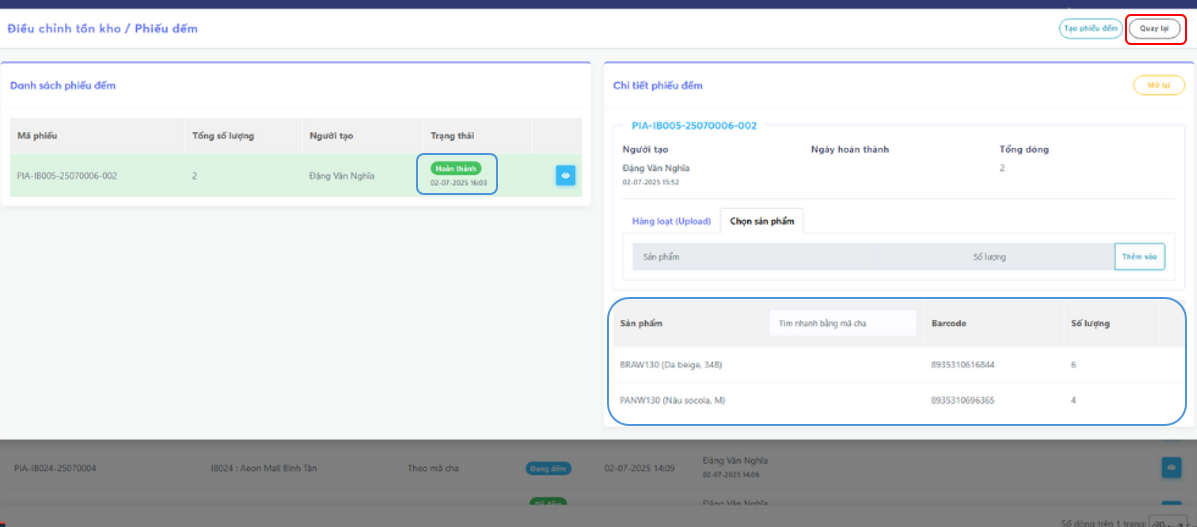 Điều chỉnh tồn kho / Phiếu đếm
Tạo phiếu đếm
Quay lại
Danh sách phiếu đếm
Mã phiếu Tổng số lượng Người tạo Trạng thái
PIA-IB005-25070006-002 2 Đặng Văn Nghĩa Hoàn thành
02-07-2025 16:03
Chi tiết phiếu đếm
Mở lại
PIA-IB005-25070006-002
Người tạo Ngày hoàn thành Tổng dòng
Đặng Văn Nghĩa 2
02-07-2025 15:52
Hàng loạt (Upload) Chọn sản phẩm
Sản phẩm Số lượng Thêm vào
Sản phẩm Tìm nhanh bằng mã cha Barcode Số lượng
BRAW130 (Da beige, 34B) 8935310616844 6
PANW130 (Nâu socola, M) 8935310696365 4
PIA-IB024-25070004 IB024 : Aeon Mall Bình Tân Theo mã cha Đang đếm 02-07-2025 14:09 Đặng Văn Nghĩa
02-07-2025 14:06
Đặng Văn Nghĩa
Số dòng trên 1 trang: 20